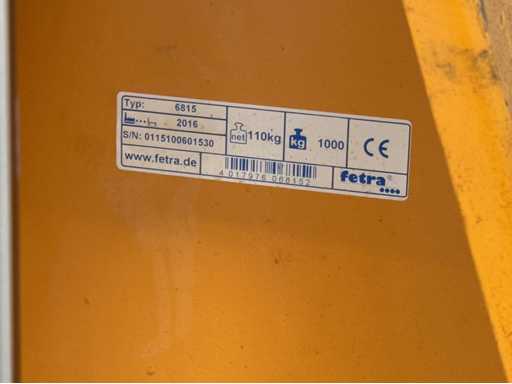 Typ: 6815
2016
S/N: 0115100601530
www.fetra.de
net 110kg
kg 1000
CE
4 017976 068152
fetra®